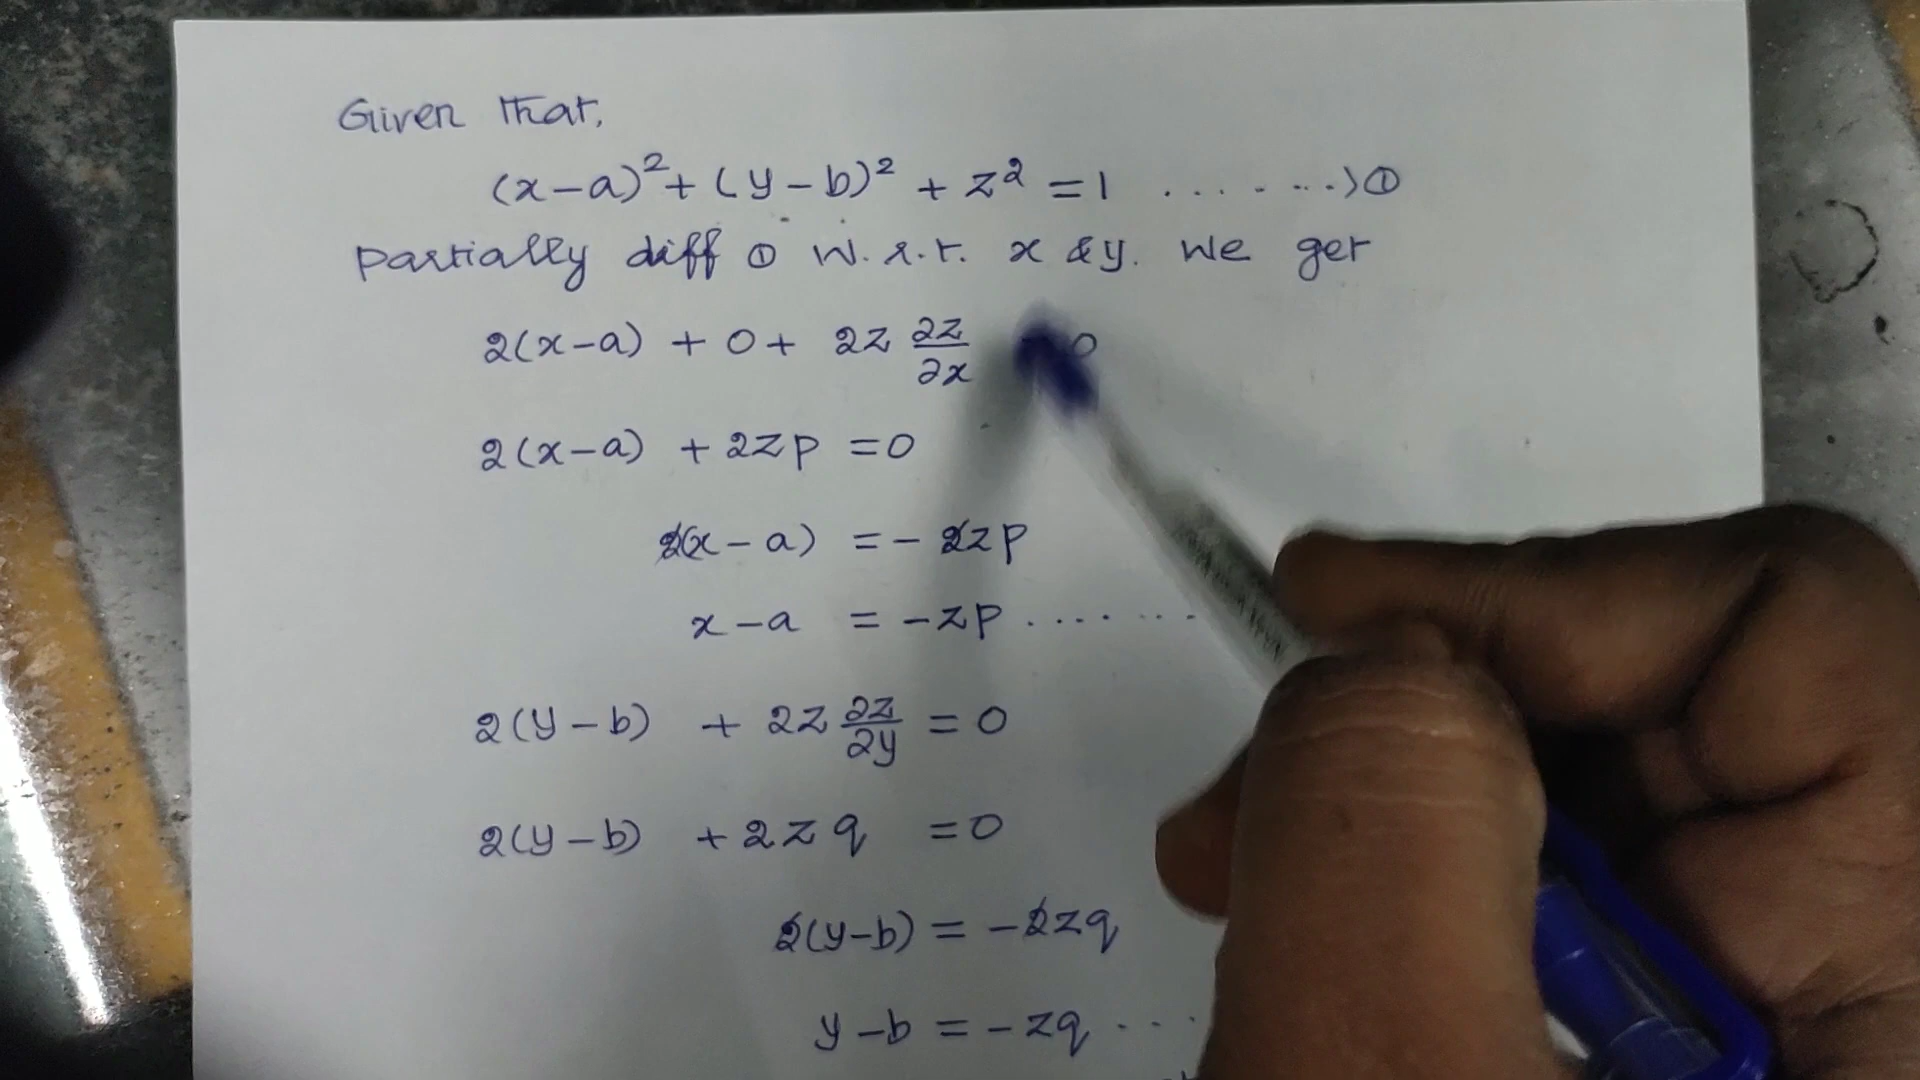 Given that,
(x-a)² + (y-b)² + z² = 1 ........> ①
partially diff ① w.r.t. x & y. we get
2(x-a) + 0 + 2z ∂z/∂x 0
2(x-a) + 2zp = 0
2(x-a) = -2zp
x-a = -zp .......
2(y-b) + 2z ∂z/∂y = 0
2(y-b) + 2zq = 0
2(y-b) = -2zq
y-b = -zq ...